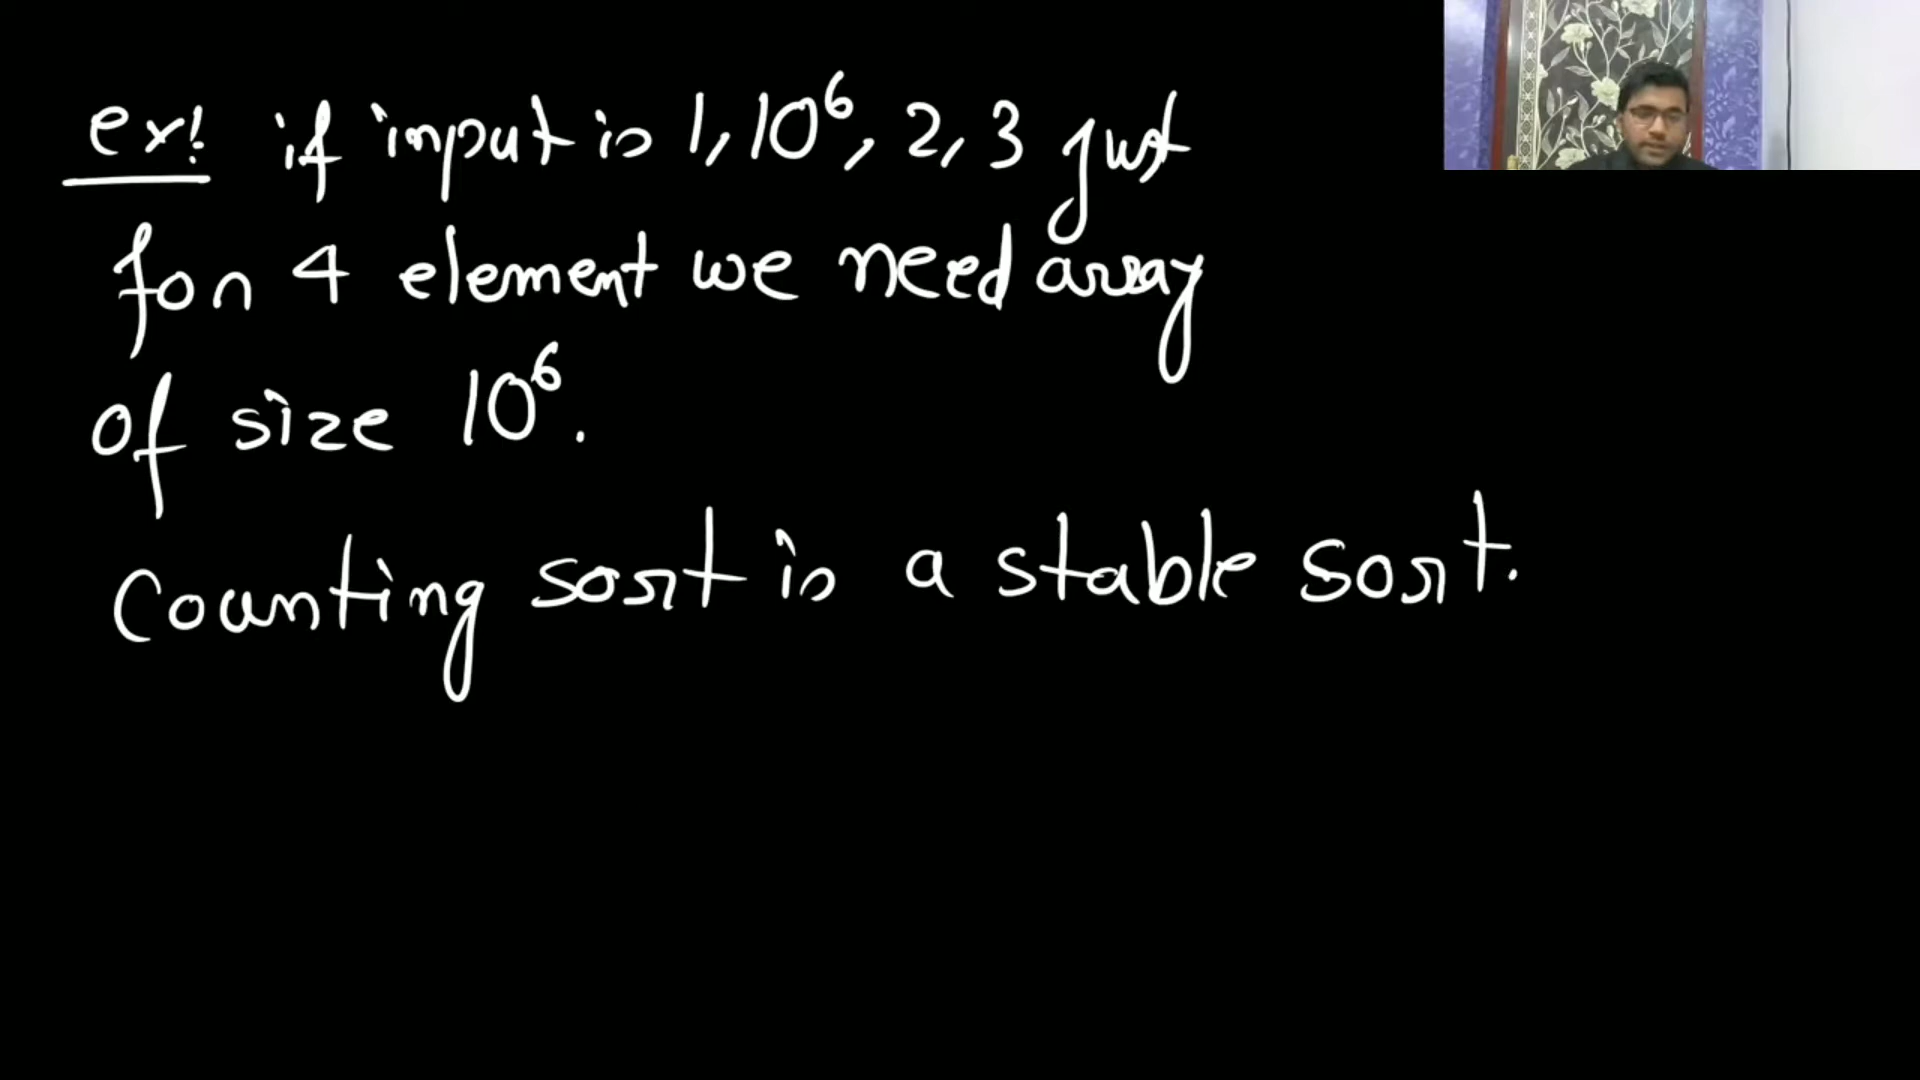 ex: if input is 1, 10⁶, 2, 3 just
for 4 element we need array
of size 10⁶.
Counting sort is a stable sort.